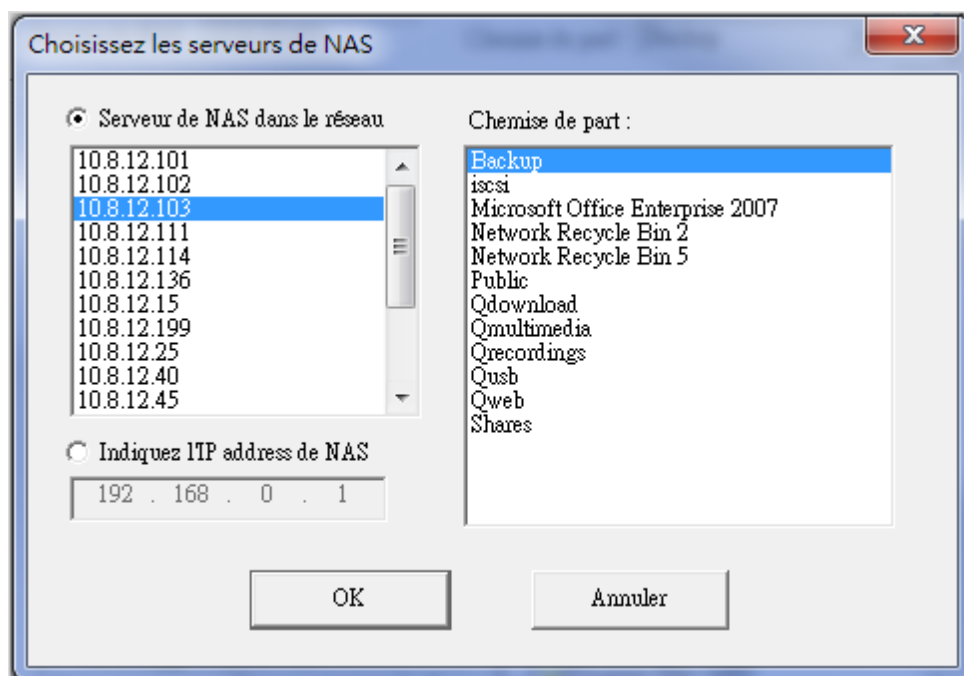 Choisissez les serveurs de NAS
Serveur de NAS dans le réseau
10.8.12.101
10.8.12.102
10.8.12.103
10.8.12.111
10.8.12.114
10.8.12.136
10.8.12.15
10.8.12.199
10.8.12.25
10.8.12.40
10.8.12.45
Indiquez l'IP address de NAS
192 . 168 . 0 . 1
Chemise de part :
Backup
iscsi
Microsoft Office Enterprise 2007
Network Recycle Bin 2
Network Recycle Bin 5
Public
Qdownload
Qmultimedia
Qrecordings
Qusb
Qweb
Shares
OK
Annuler